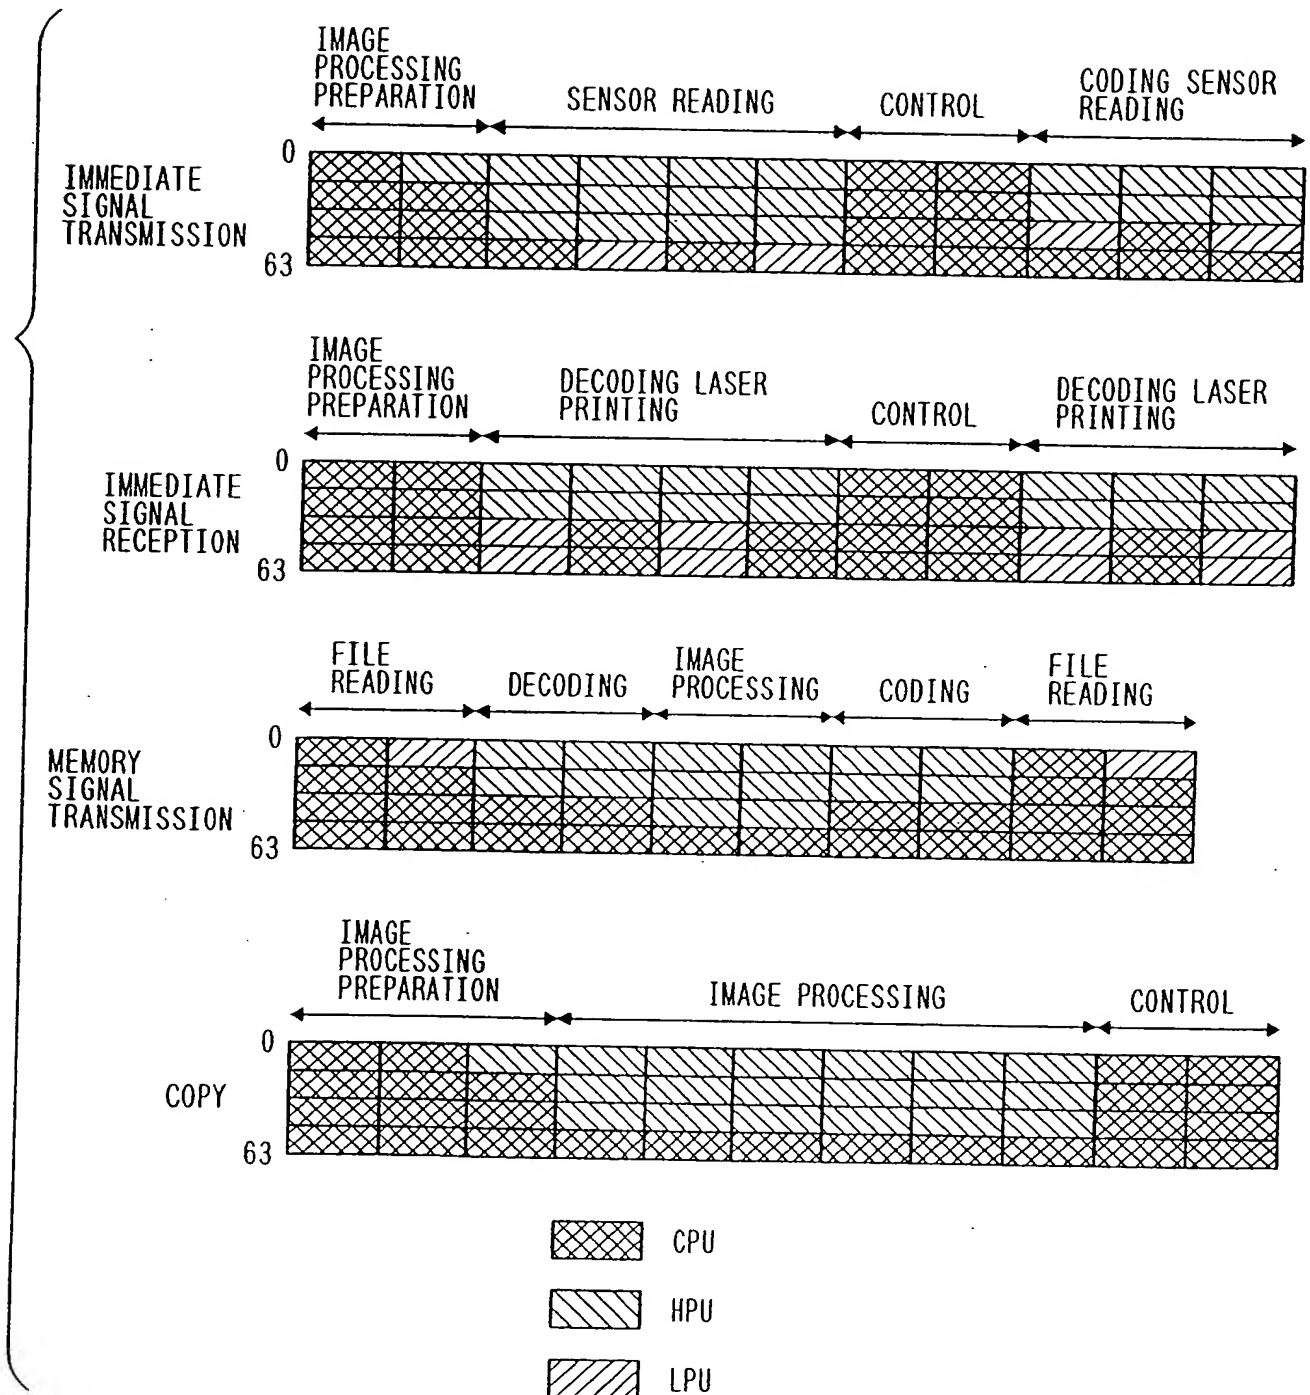 IMAGE
PROCESSING
PREPARATION
SENSOR READING
CONTROL
CODING SENSOR
READING
0
IMMEDIATE
SIGNAL
TRANSMISSION
63
IMAGE
PROCESSING
PREPARATION
DECODING LASER
PRINTING
CONTROL
DECODING LASER
PRINTING
0
IMMEDIATE
SIGNAL
RECEPTION
63
FILE
READING
DECODING
IMAGE
PROCESSING
CODING
FILE
READING
0
MEMORY
SIGNAL
TRANSMISSION
63
IMAGE
PROCESSING
PREPARATION
IMAGE PROCESSING
CONTROL
0
COPY
63
CPU
HPU
LPU